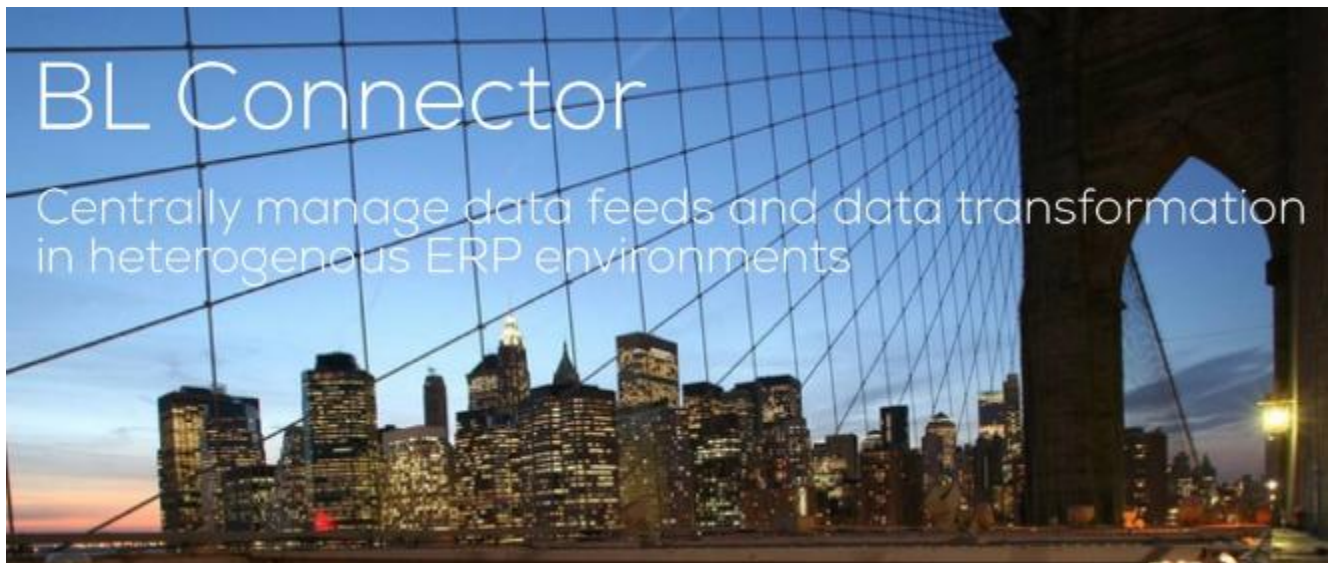 BL Connector
Centrally manage data feeds and data transformation
in heterogenous ERP environments